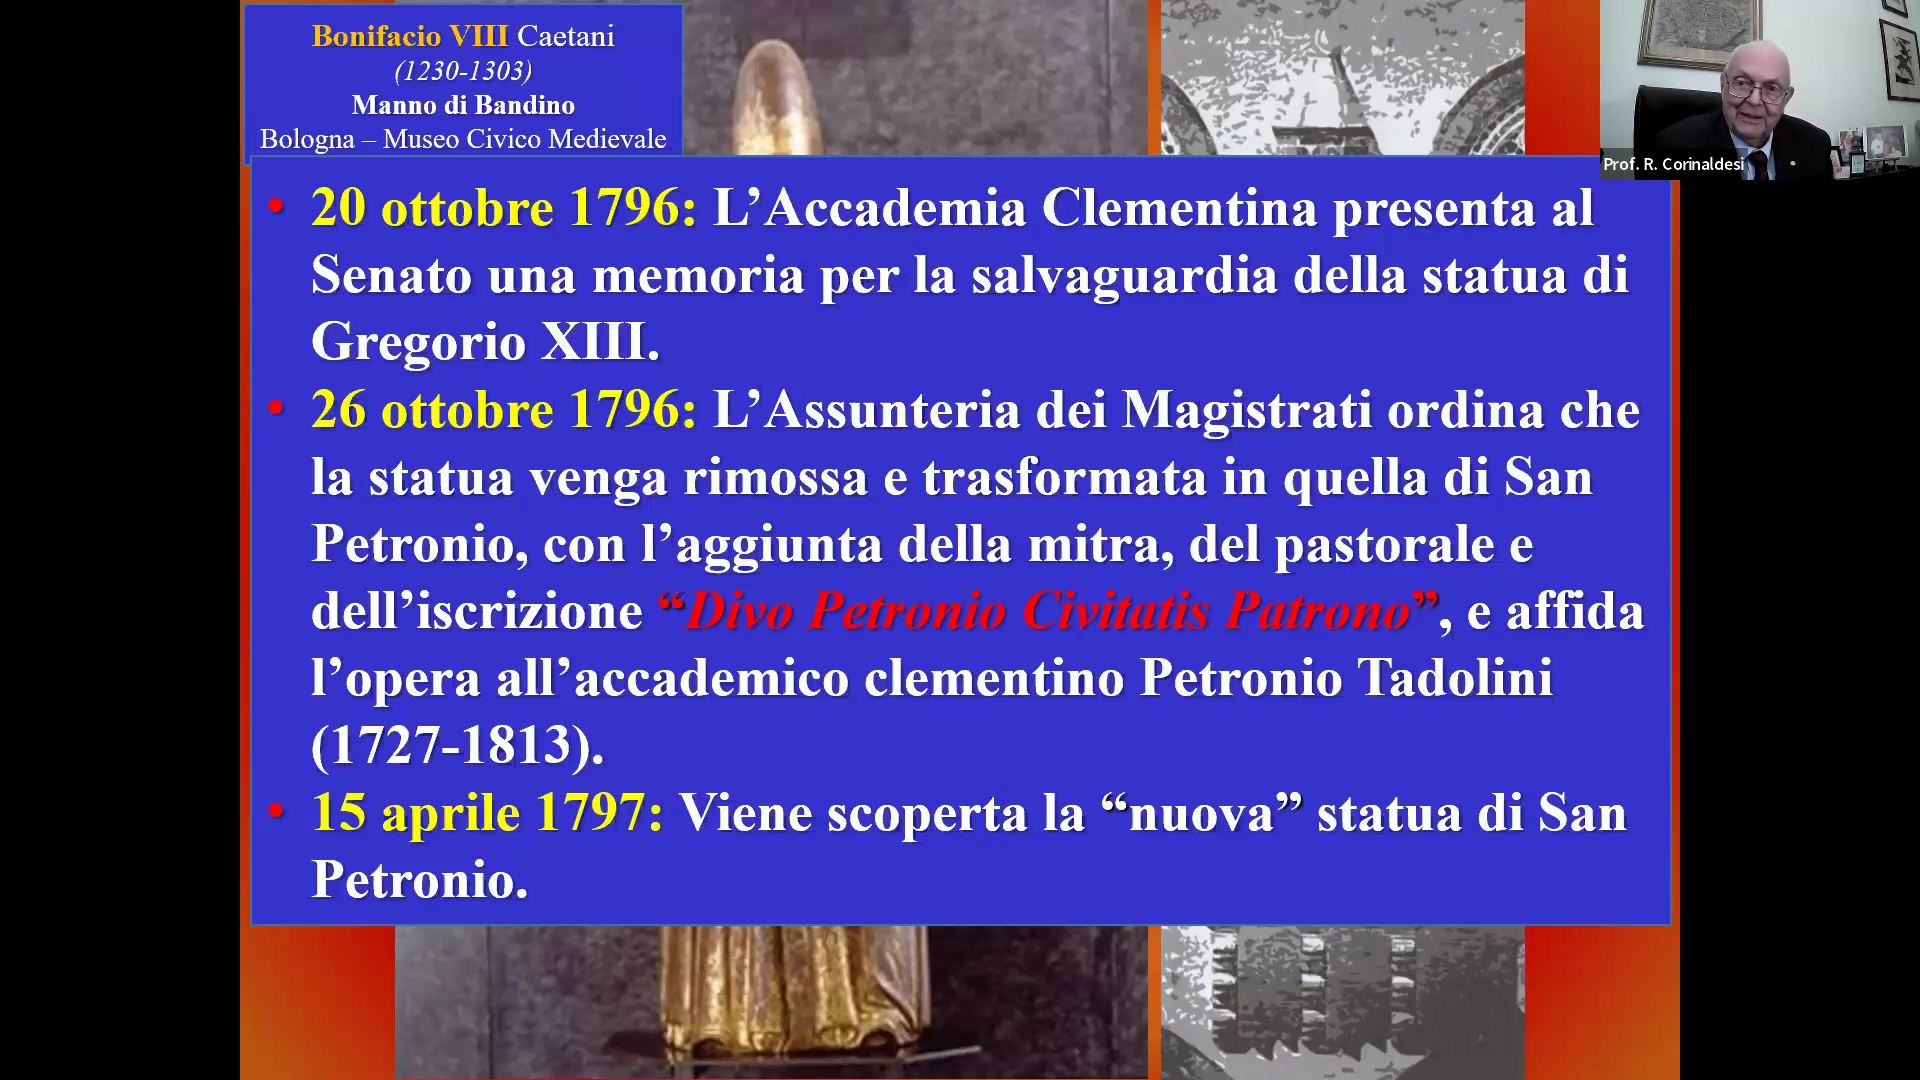 Bonifacio VIII Caetani
(1230-1303)
Manno di Bandino
Bologna – Museo Civico Medievale
Prof. R. Corinaldesi
• 20 ottobre 1796: L’Accademia Clementina presenta al
Senato una memoria per la salvaguardia della statua di
Gregorio XIII.
• 26 ottobre 1796: L’Assunteria dei Magistrati ordina che
la statua venga rimossa e trasformata in quella di San
Petronio, con l’aggiunta della mitra, del pastorale e
dell’iscrizione “Divo Petronio Civitatis Patrono”, e affida
l’opera all’accademico clementino Petronio Tadolini
(1727-1813).
• 15 aprile 1797: Viene scoperta la “nuova” statua di San
Petronio.